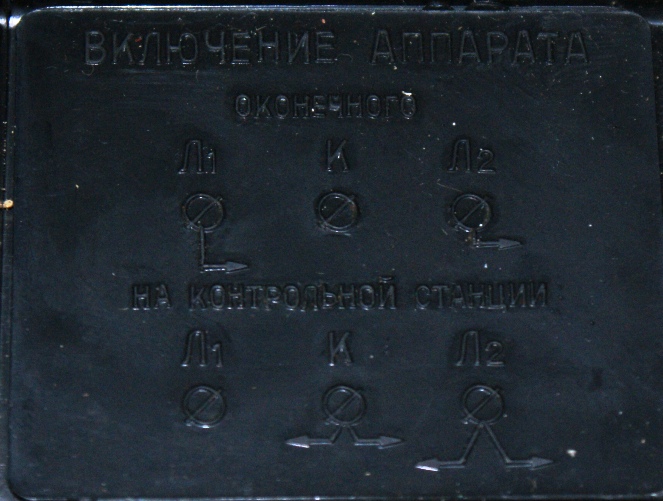 ВКЛЮЧЕНИЕ АППАРАТА
ОКОНЕЧНОГО
Л1 К Л2
НА КОНТРОЛЬНОЙ СТАНЦИИ
Л1 К Л2